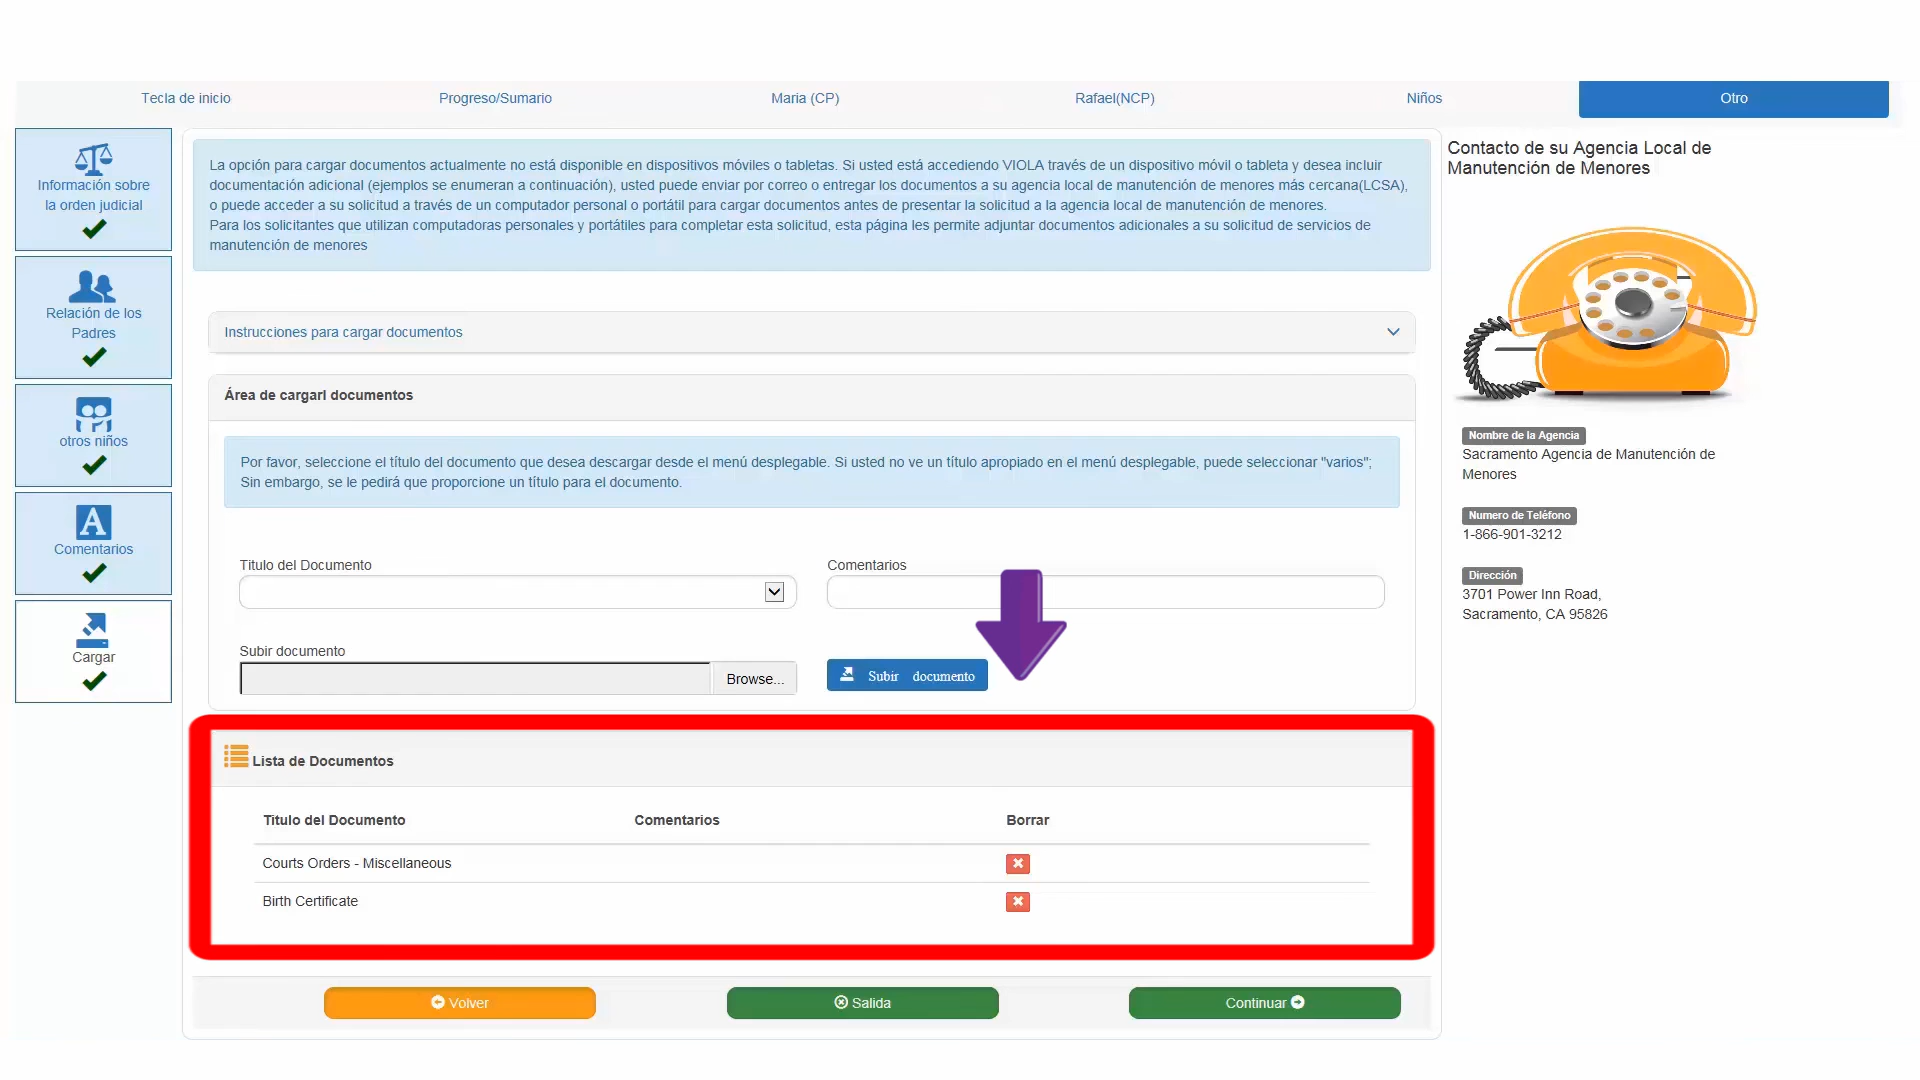 Tecla de inicio
Progreso/Sumario
Maria (CP)
Rafael(NCP)
Niños
Otro
Información sobre
la orden judicial
Relación de los
Padres
otros niños
A
Comentarios
Cargar
La opción para cargar documentos actualmente no está disponible en dispositivos móviles o tabletas. Si usted está accediendo VIOLA través de un dispositivo móvil o tableta y desea incluir
documentación adicional (ejemplos se enumeran a continuación), usted puede enviar por correo o entregar los documentos a su agencia local de manutención de menores más cercana(LCSA),
o puede acceder a su solicitud a través de un computador personal o portátil para cargar documentos antes de presentar la solicitud a la agencia local de manutención de menores.
Para los solicitantes que utilizan computadoras personales y portátiles para completar esta solicitud, esta página les permite adjuntar documentos adicionales a su solicitud de servicios de
manutención de menores
Instrucciones para cargar documentos
Área de cargarl documentos
Por favor, seleccione el título del documento que desea descargar desde el menú desplegable. Si usted no ve un título apropiado en el menú desplegable, puede seleccionar "varios";
Sin embargo, se le pedirá que proporcione un título para el documento.
Titulo del Documento
Comentarios
Subir documento
Browse...
Subir documento
Lista de Documentos
Titulo del Documento Comentarios Borrar
Courts Orders - Miscellaneous
Birth Certificate
Volver
Salida
Continuar
Contacto de su Agencia Local de
Manutención de Menores
Nombre de la Agencia
Sacramento Agencia de Manutención de
Menores
Numero de Teléfono
1-866-901-3212
Dirección
3701 Power Inn Road,
Sacramento, CA 95826